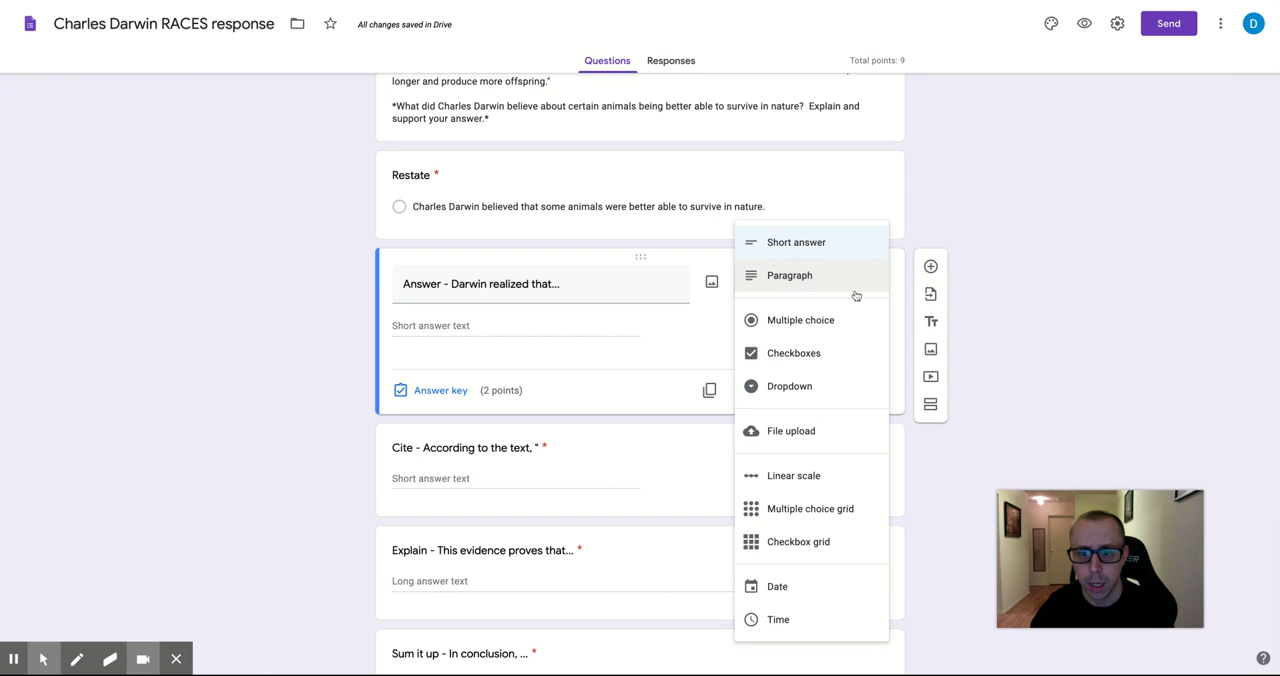 Charles Darwin RACES response
All changes saved in Drive
Send
D
Questions
Responses
Total points: 9
longer and produce more offspring."
*What did Charles Darwin believe about certain animals being better able to survive in nature? Explain and
support your answer.*
Restate *
Charles Darwin believed that some animals were better able to survive in nature.
Answer - Darwin realized that...
Short answer text
Answer key
(2 points)
Short answer
Paragraph
Multiple choice
Checkboxes
Dropdown
File upload
Linear scale
Multiple choice grid
Checkbox grid
Date
Time
Tт
Cite - According to the text, " *
Short answer text
Explain - This evidence proves that... *
Long answer text
Sum it up - In conclusion, ... *